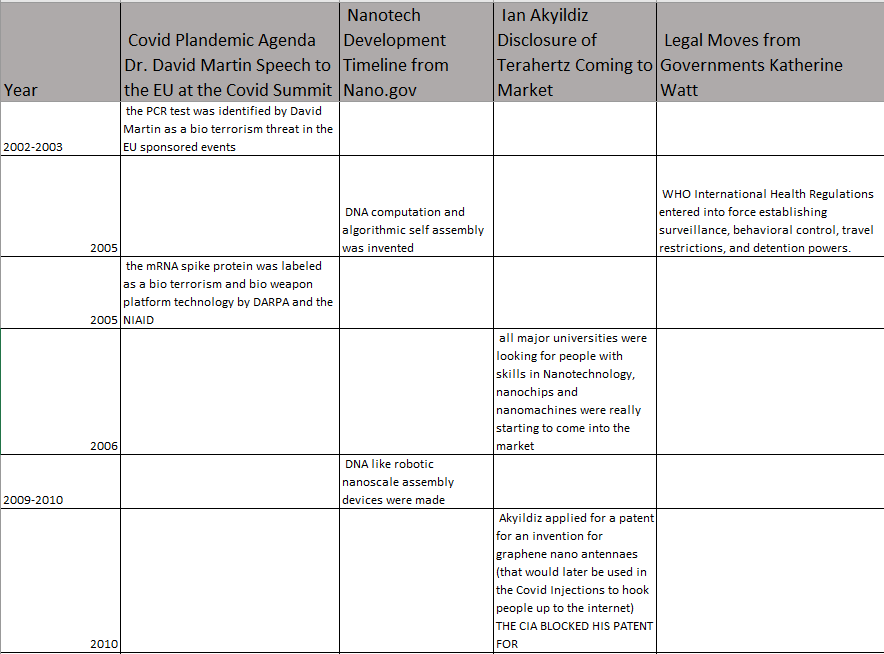 Year
Covid Plandemic Agenda
Dr. David Martin Speech to
the EU at the Covid Summit
Nanotech
Development
Timeline from
Nano.gov
Ian Akyildiz
Disclosure of
Terahertz Coming to
Market
Legal Moves from
Governments Katherine
Watt
2002-2003
the PCR test was identified by David
Martin as a bio terrorism threat in the
EU sponsored events
2005
DNA computation and
algorithmic self assembly
was invented
WHO International Health Regulations
entered into force establishing
surveillance, behavioral control, travel
restrictions, and detention powers.
2005
the mRNA spike protein was labeled
as a bio terrorism and bio weapon
platform technology by DARPA and the
NIAID
2006
all major universities were
looking for people with
skills in Nanotechnology,
nanochips and
nanomachines were really
starting to come into the
market
2009-2010
DNA like robotic
nanoscale assembly
devices were made
2010
Akyildiz applied for a patent
for an invention for
graphene nano antennaes
(that would later be used in
the Covid Injections to hook
people up to the internet)
THE CIA BLOCKED HIS PATENT
FOR